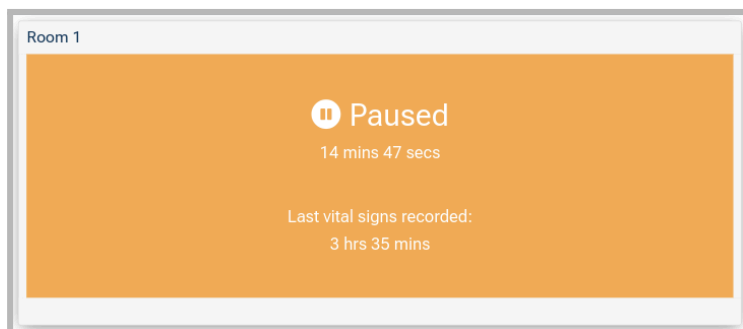 Room 1
Paused
14 mins 47 secs
Last vital signs recorded:
3 hrs 35 mins